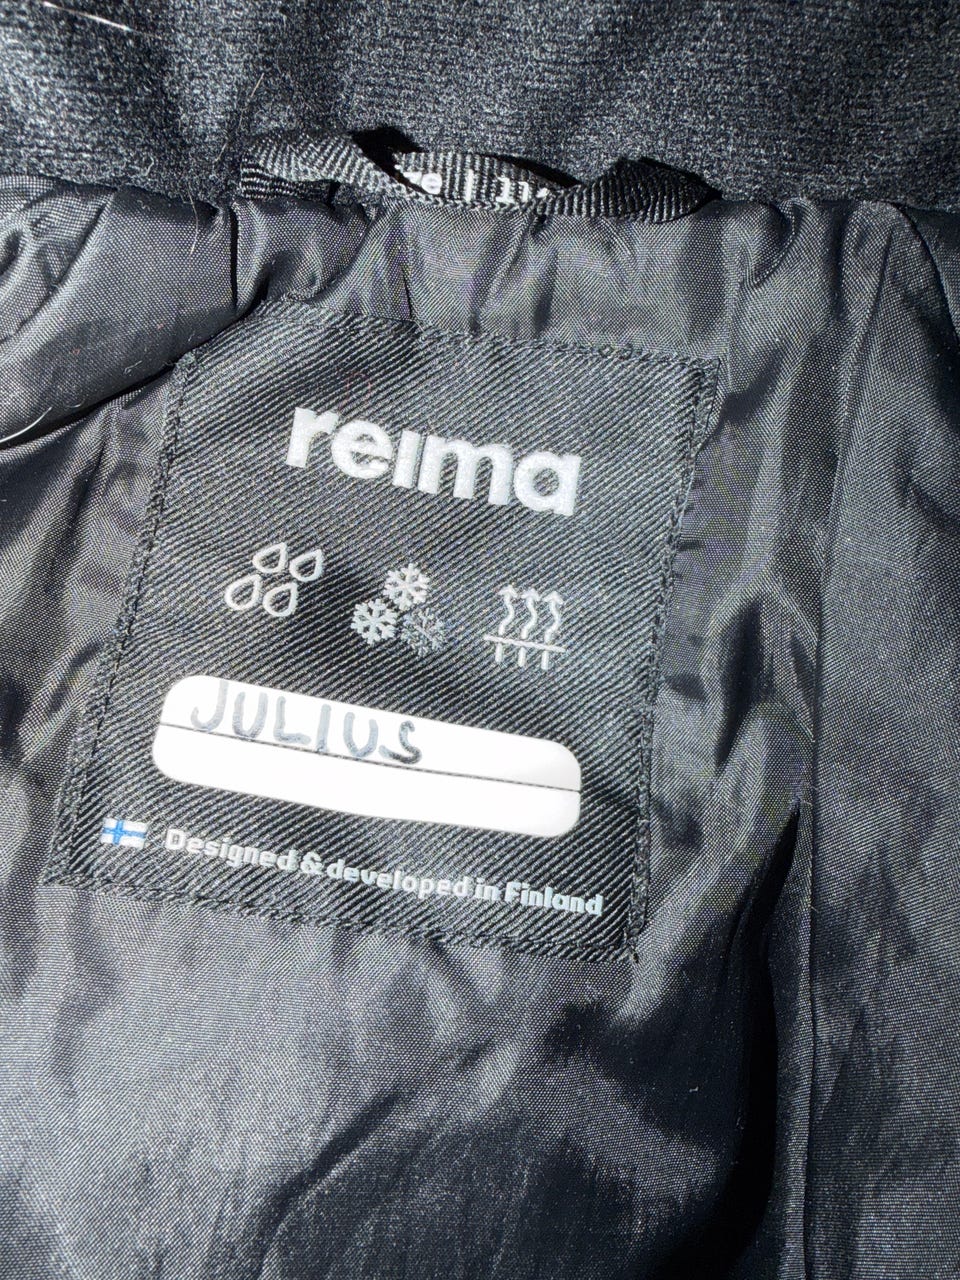 reima
JULIUS
Designed & developed in Finland